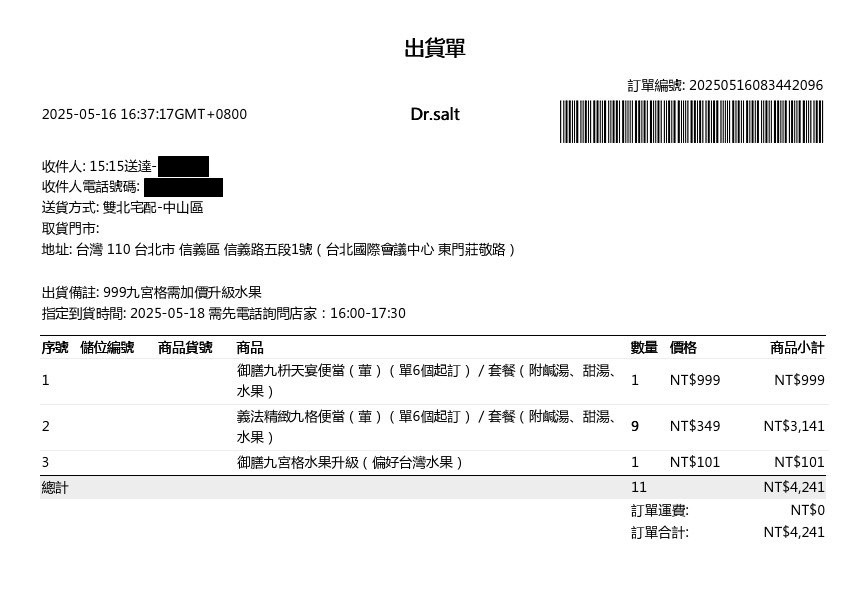 出貨單
訂單編號: 20250516083442096
2025-05-16 16:37:17GMT+0800
Dr.salt
收件人: 15:15送達-
收件人電話號碼:
送貨方式: 雙北宅配-中山區
取貨門市:
地址: 台灣 110 台北市 信義區 信義路五段1號（台北國際會議中心 東門莊敬路）
出貨備註: 999九宮格需加價升級水果
指定到貨時間: 2025-05-18 需先電話詢問店家：16:00-17:30
序號 儲位編號 商品貨號 商品 數量 價格 商品小計
1 御膳九枡天宴便當（葷）（單6個起訂）/ 套餐（附鹹湯、甜湯、 1 NT$999 NT$999
水果）
2 義法精緻九格便當（葷）（單6個起訂）/ 套餐（附鹹湯、甜湯、 9 NT$349 NT$3,141
水果）
3 御膳九宮格水果升級（偏好台灣水果） 1 NT$101 NT$101
總計 11 NT$4,241
訂單運費: NT$0
訂單合計: NT$4,241